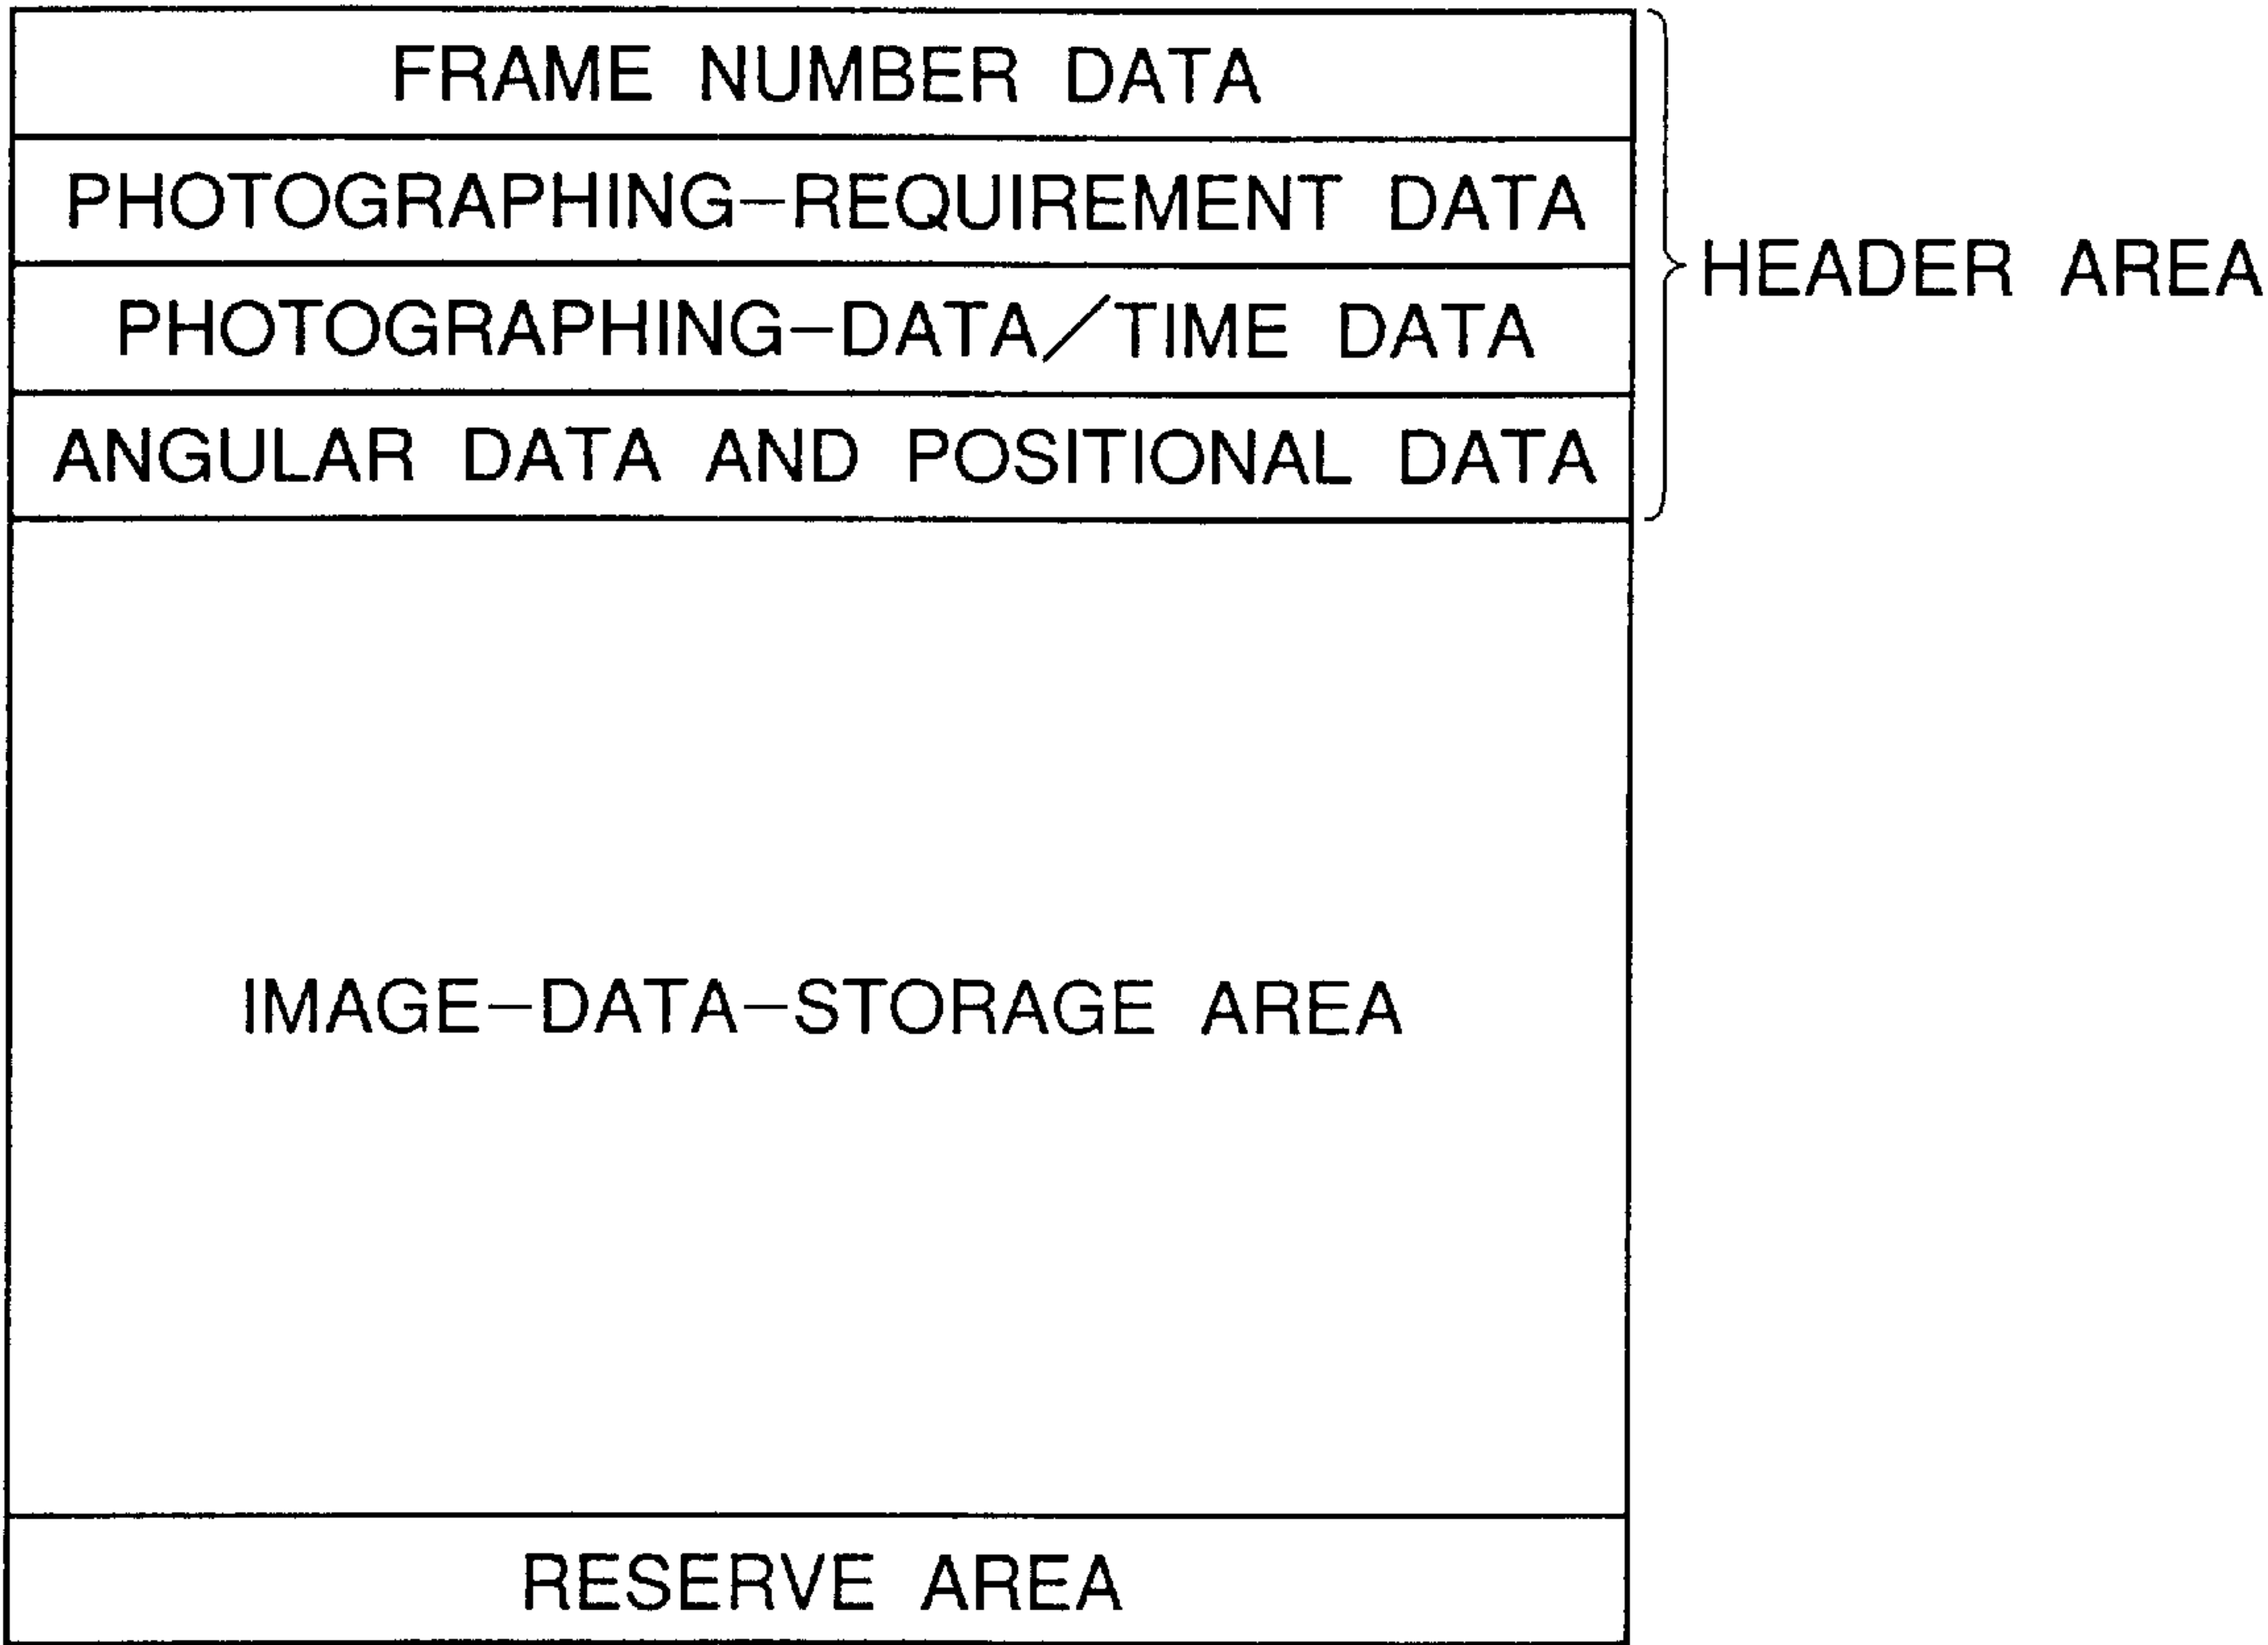 FRAME NUMBER DATA
PHOTOGRAPHING-REQUIREMENT DATA
HEADER AREA
PHOTOGRAPHING-DATA/TIME DATA
ANGULAR DATA AND POSITIONAL DATA
IMAGE-DATA-STORAGE AREA
RESERVE AREA